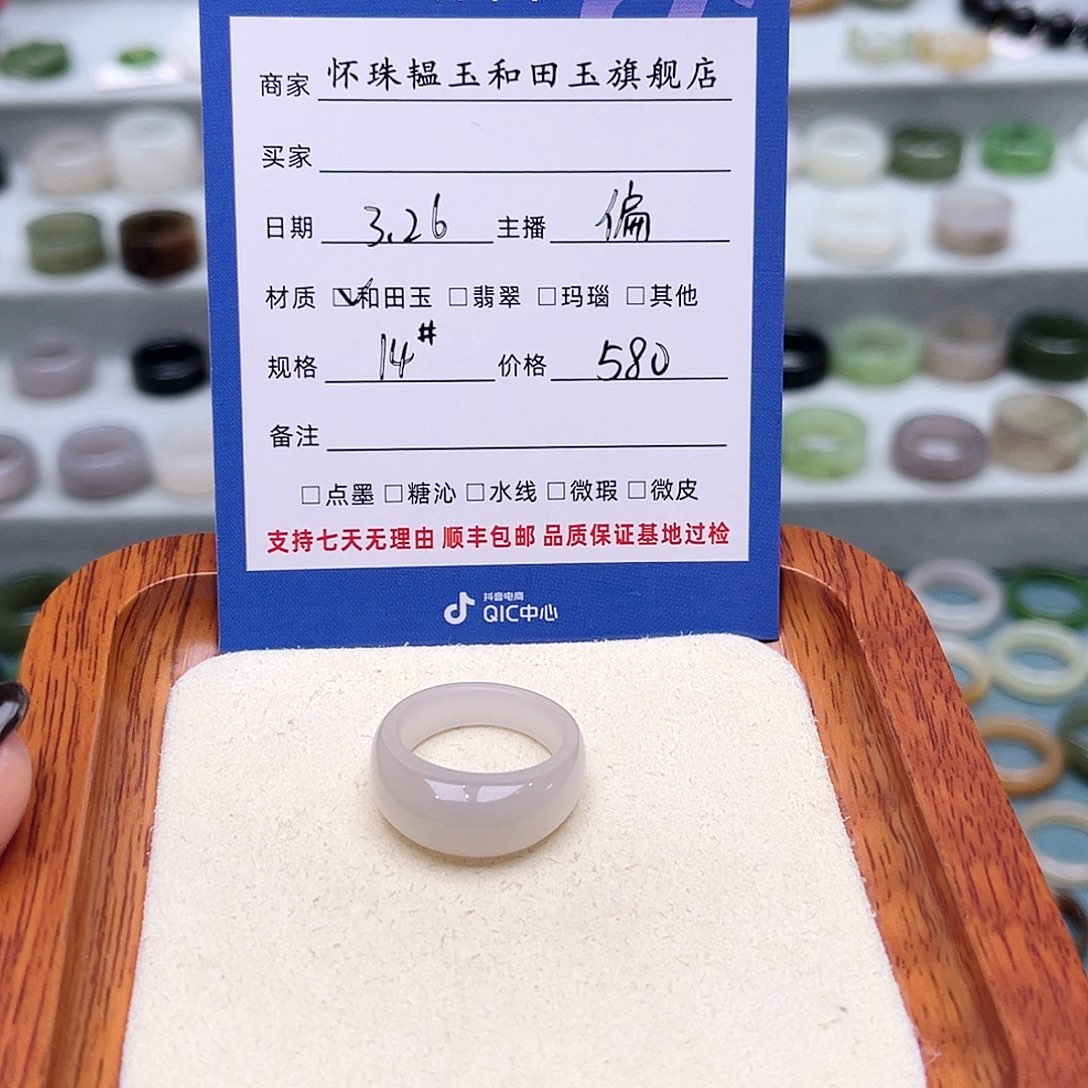 商家 怀珠韫玉和田玉旗舰店
买家
日期 3.26 主播 偏
材质 ☑和田玉 □翡翠 □玛瑙 □其他
规格 14# 价格 580
备注
□点墨 □糖沁 □水线 □微瑕 □微皮
支持七天无理由 顺丰包邮 品质保证基地过检
抖音电商
QIC中心